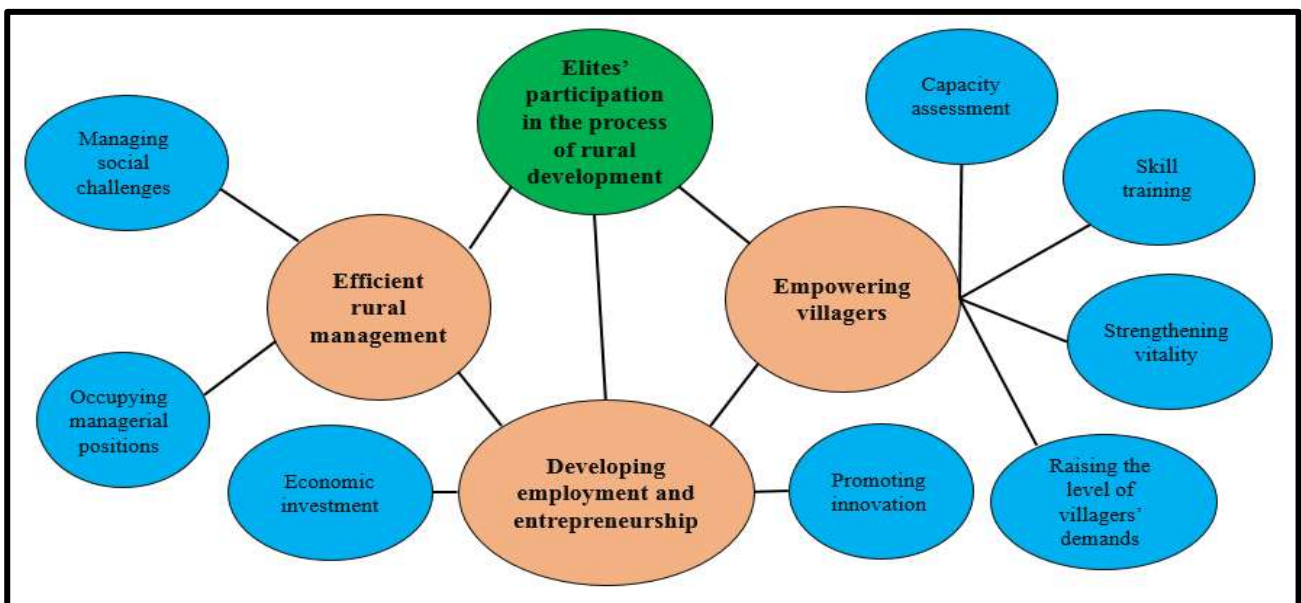 Elites’
participation
in the process
of rural
development
Capacity
assessment
Managing
social
challenges
Skill
training
Efficient
rural
management
Empowering
villagers
Strengthening
vitality
Occupying
managerial
positions
Economic
investment
Developing
employment and
entrepreneurship
Promoting
innovation
Raising the
level of
villagers’
demands